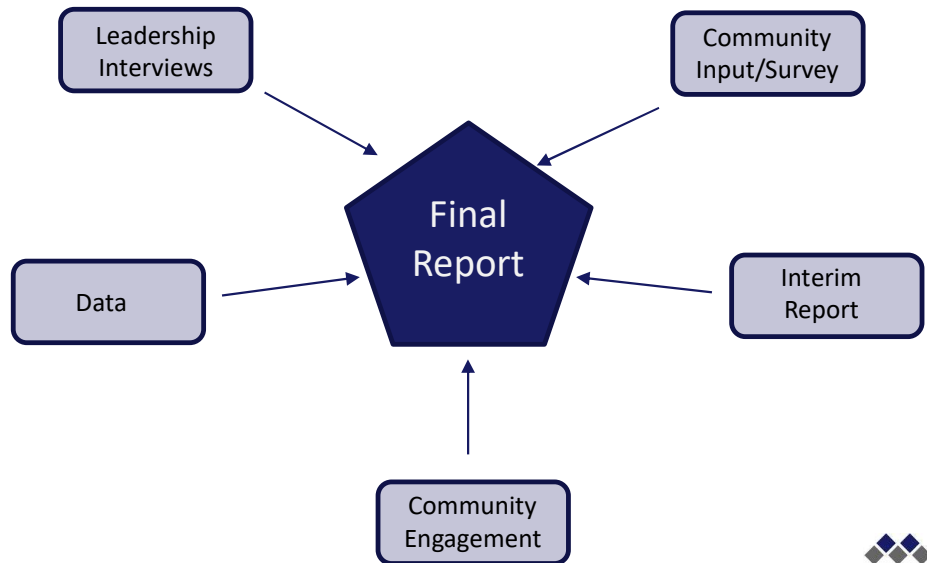 Leadership
Interviews
Community
Input/Survey
Final
Report
Data
Interim
Report
Community
Engagement